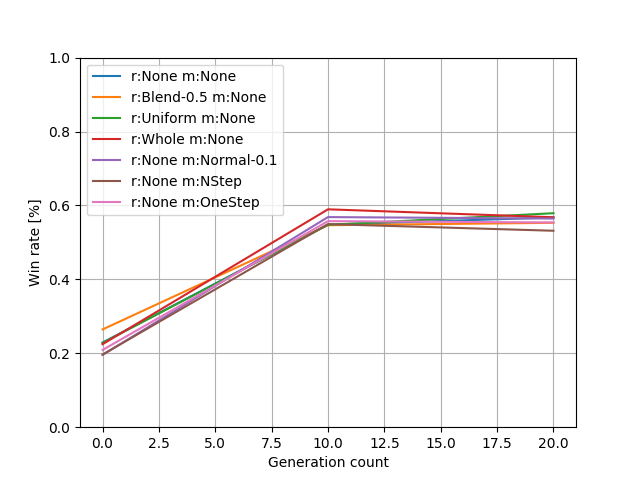 1.0
0.8
0.6
0.4
0.2
0.0
Win rate [%]
r:None m:None
r:Blend-0.5 m:None
r:Uniform m:None
r:Whole m:None
r:None m:Normal-0.1
r:None m:NStep
r:None m:OneStep
0.0 2.5 5.0 7.5 10.0 12.5 15.0 17.5 20.0
Generation count